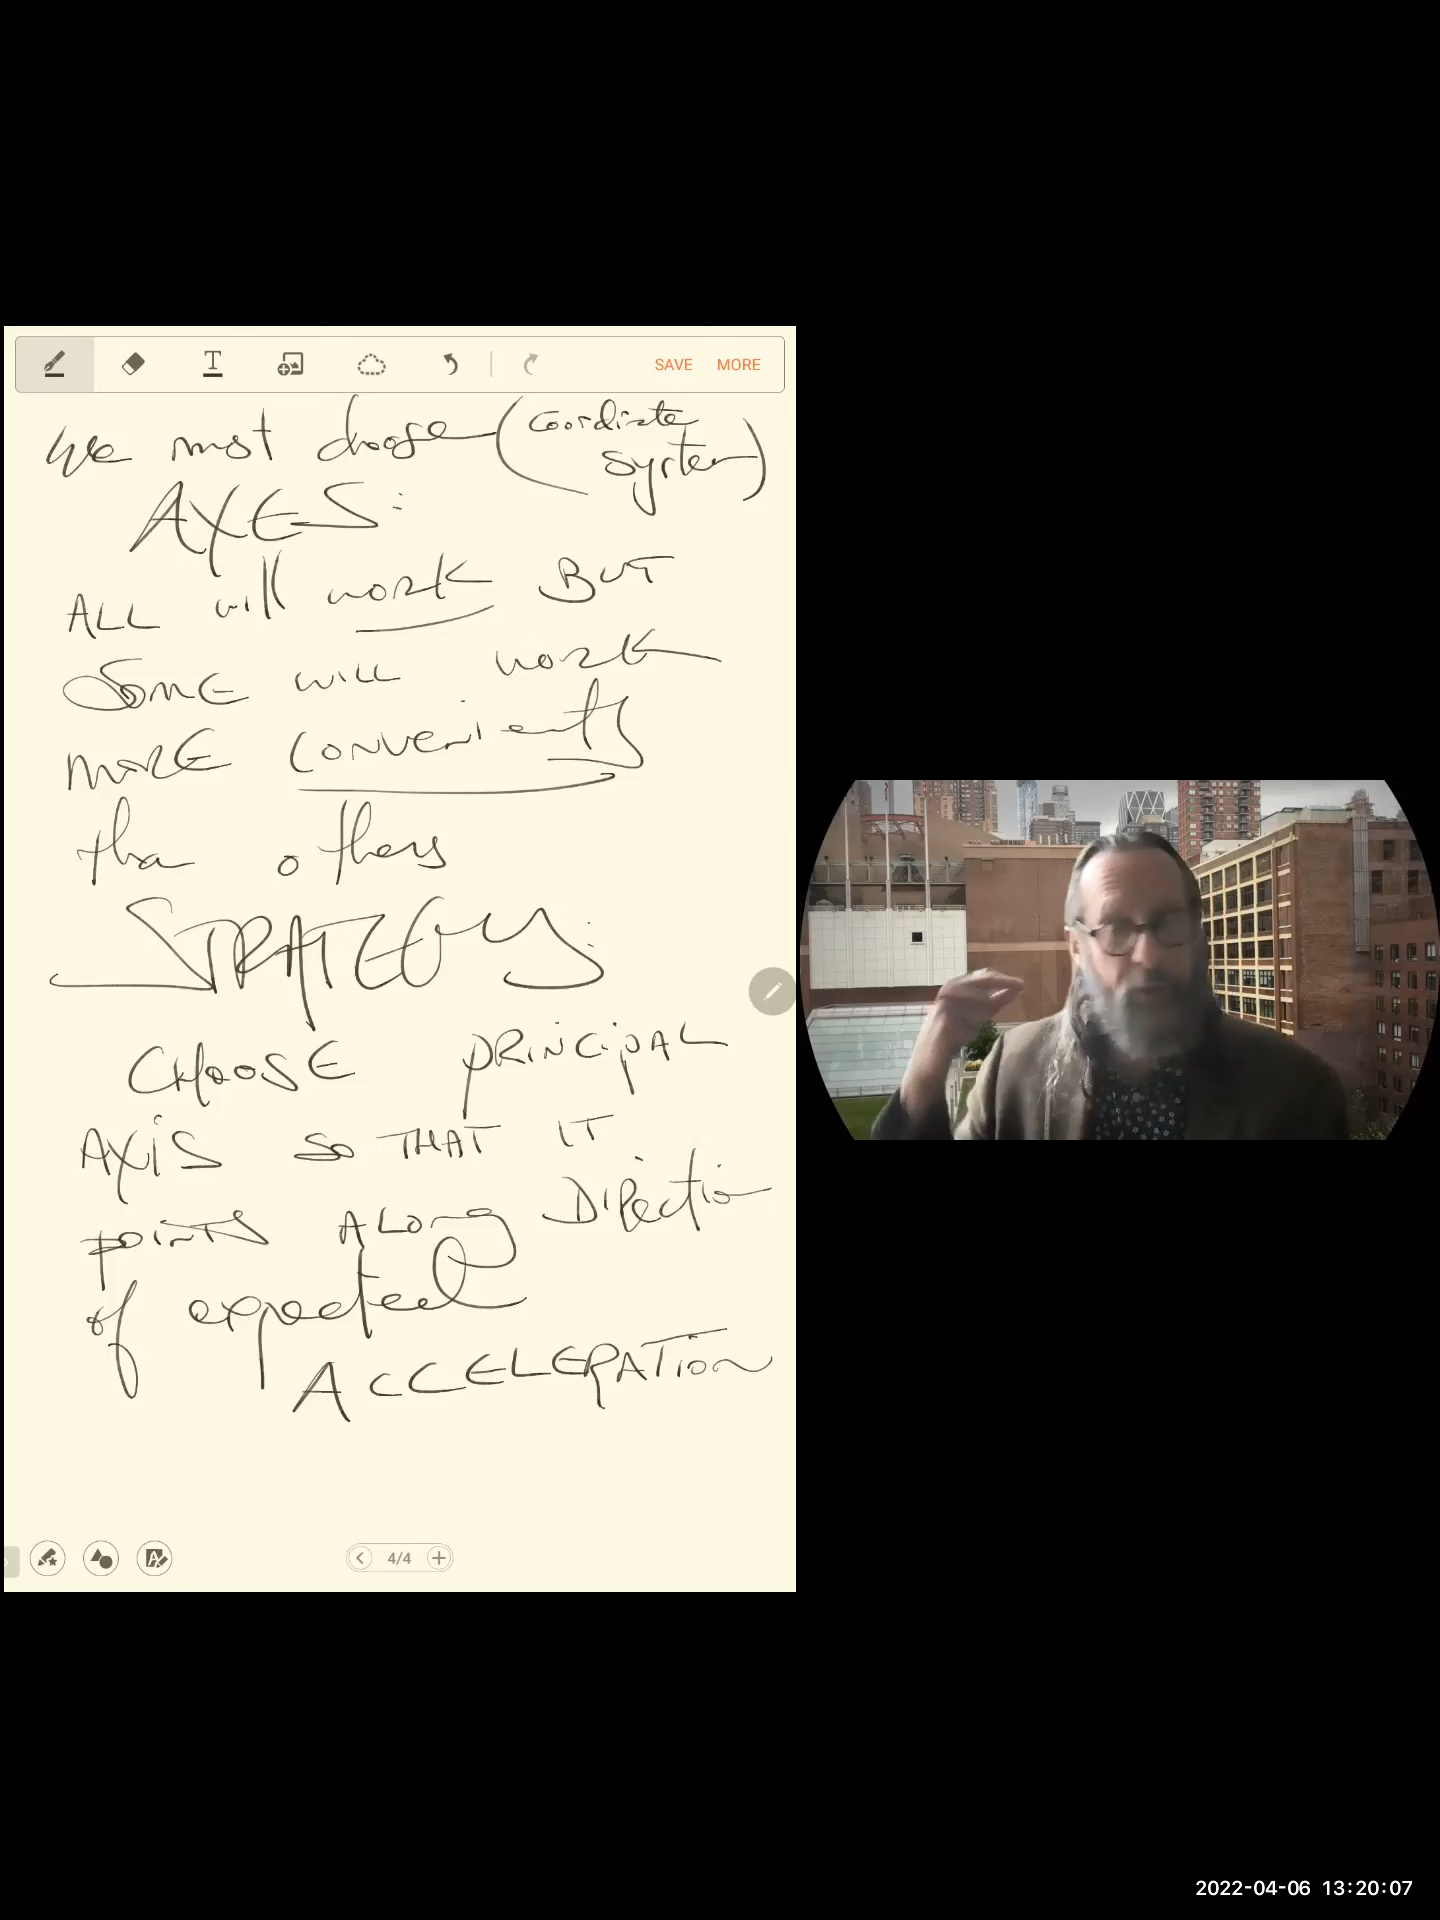 SAVE MORE
We must choose (coordinate
system)
AXES:
ALL will work BUT
SOME WILL WORK
MORE conveniently
than others
STRATEGY:
CHOOSE PRINCIPAL
AXIS SO THAT IT
POINTS ALONG Direction
of expected
ACCELERATION
4/4
2022-04-06 13:20:07